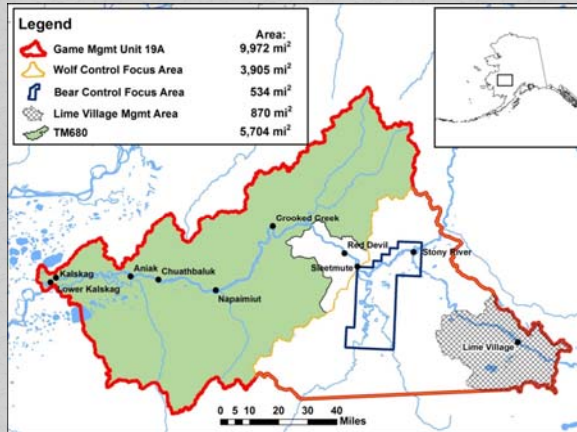 Legend
Area:
Game Mgmt Unit 19A 9,972 mi²
Wolf Control Focus Area 3,905 mi²
Bear Control Focus Area 534 mi²
Lime Village Mgmt Area 870 mi²
TM680 5,704 mi²
Crooked Creek
Red Devil
Stony River
Sleetmute
Kalskag
Aniak
Chuathbaluk
Lower Kalskag
Napaimiut
Lime Village
0 5 10 20 30 40
Miles